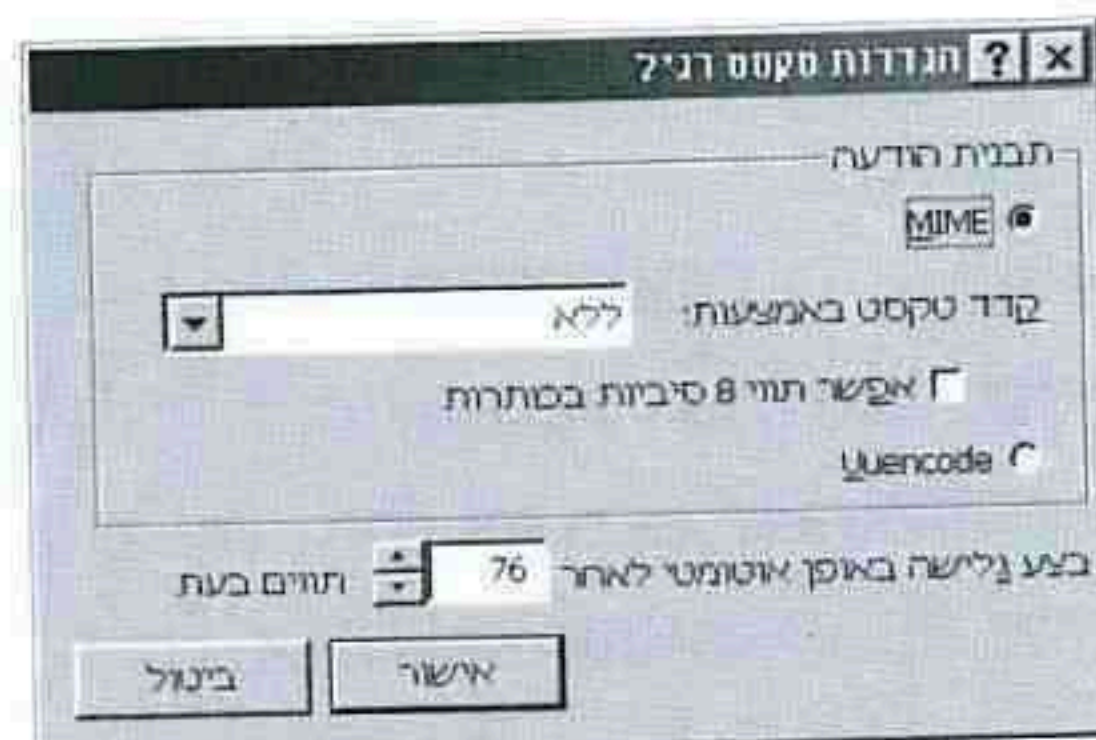 הגדרות טקסט רגיל
תבנית הודעה
MIME
קדד טקסט באמצעות: ללא
אפשר תווי 8 סיביות בכותרות
Uuencode
בצע גלישה באופן אוטומטי לאחר 76 תווים בעת
אישור ביטול